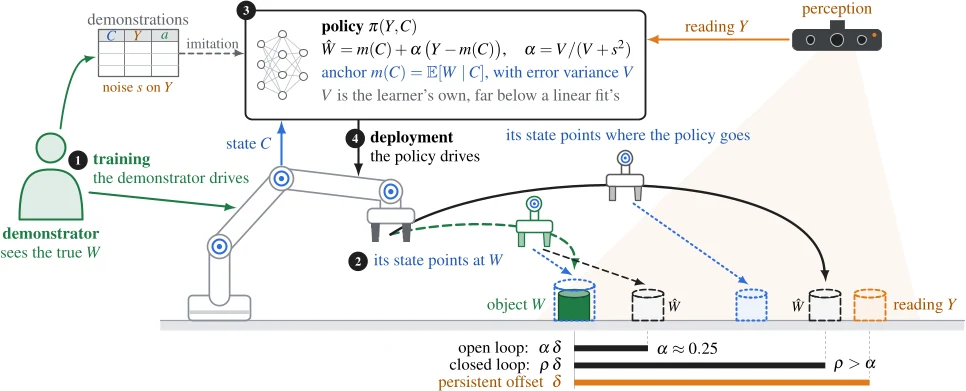 demonstrations
C Y a
noise s on Y
imitation
3
policy π(Y,C)
Ŵ = m(C) + α (Y − m(C)),   α = V/(V + s²)
anchor m(C) = 𝔼[W | C], with error variance V
V is the learner's own, far below a linear fit's
reading Y
perception
1 training
the demonstrator drives
demonstrator
sees the true W
state C
4 deployment
the policy drives
its state points where the policy goes
2 its state points at W
object W
Ŵ
Ŵ
reading Y
open loop: α δ
α ≈ 0.25
closed loop: ρ δ
ρ > α
persistent offset δ